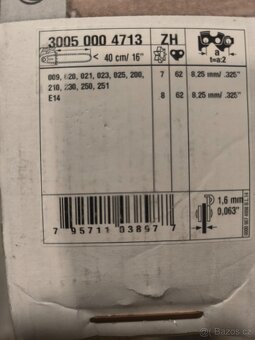 3005 000 4713 ZH
< 40 cm/ 16" a t=a:2
009, 020, 021, 023, 025, 200, 7 62 8,25 mm/ .325"
210, 230, 250, 251 8 62 8,25 mm/ .325"
E14
1,6 mm
0,063"
7 95711 03897 7
bazoš.cz